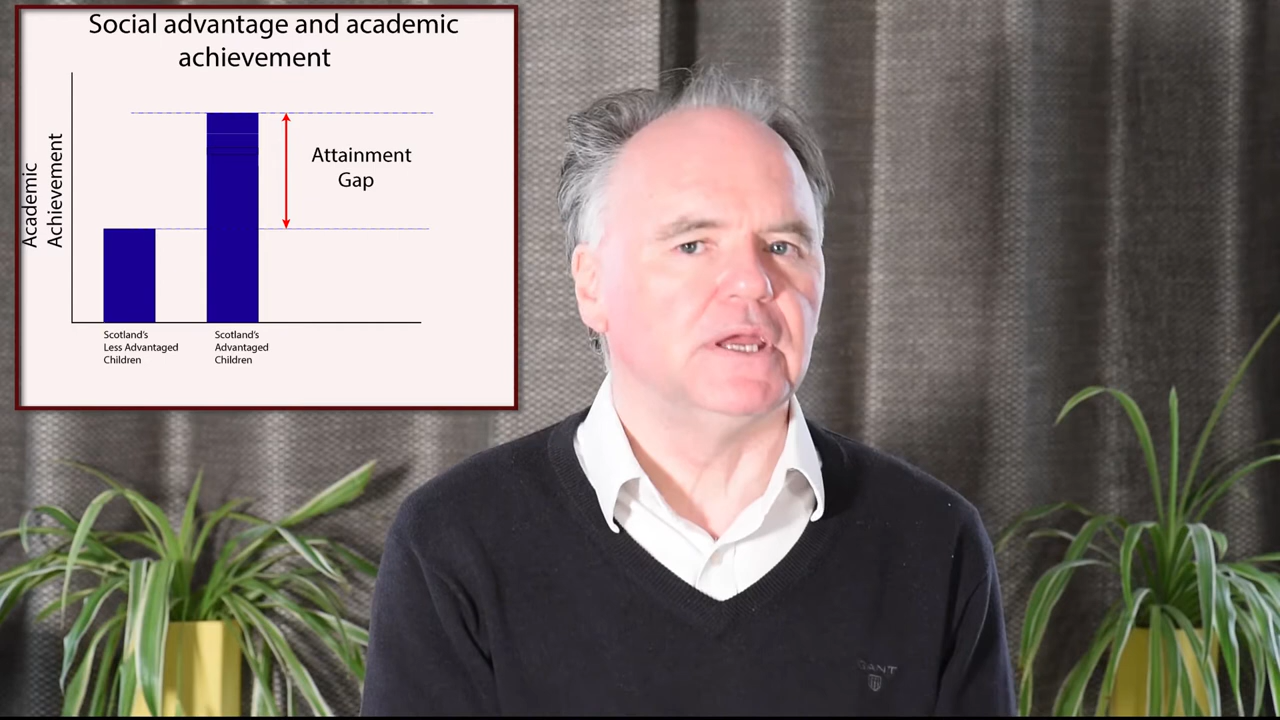 Social advantage and academic
achievement
Academic
Achievement
Attainment
Gap
Scotland's
Less Advantaged
Children
Scotland's
Advantaged
Children
GANT